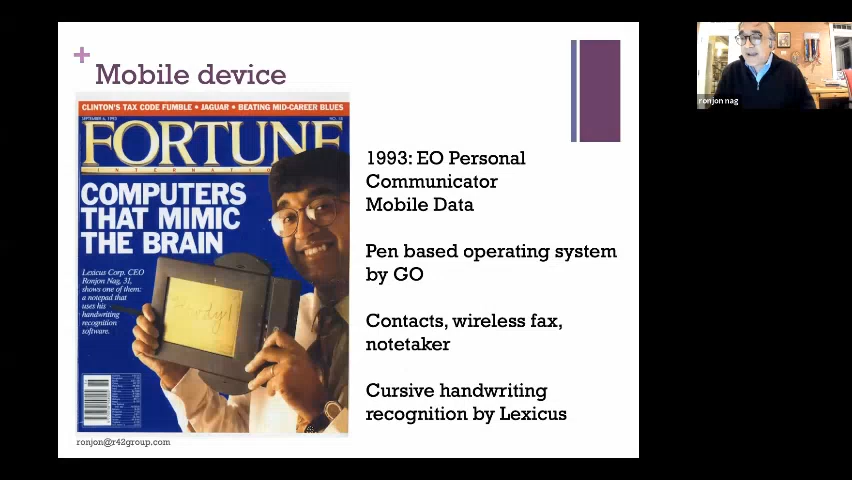 +
Mobile device
CLINTON'S TAX CODE FUMBLE • JAGUAR • BEATING MID-CAREER BLUES
SEPTEMBER 6, 1993
FORTUNE
INTERNATIONAL
COMPUTERS
THAT MIMIC
THE BRAIN
Lexicus Corp. CEO
Ronjon Nag, 31,
shows one of them:
a notepad that
uses his
handwriting
recognition
software.
1993: EO Personal
Communicator
Mobile Data
Pen based operating system
by GO
Contacts, wireless fax,
notetaker
Cursive handwriting
recognition by Lexicus
ronjon@r42group.com
ronjon nag